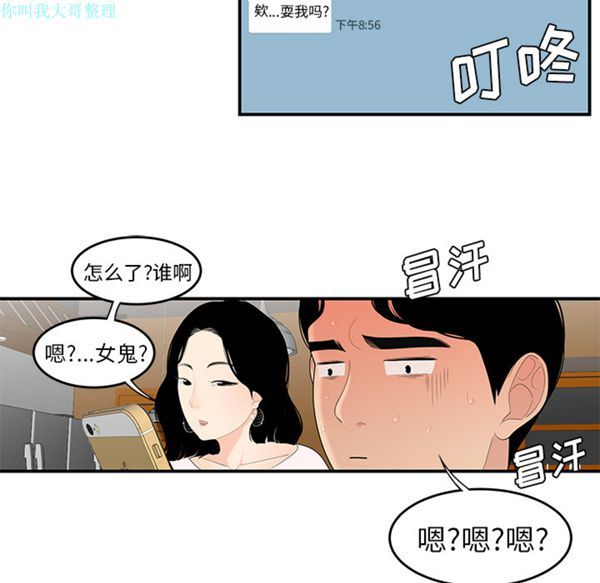 你叫我大哥整理
欸...耍我吗?
下午8:56
叮咚
怎么了?谁啊
嗯?...女鬼?
冒汗
冒汗
嗯?嗯?嗯?